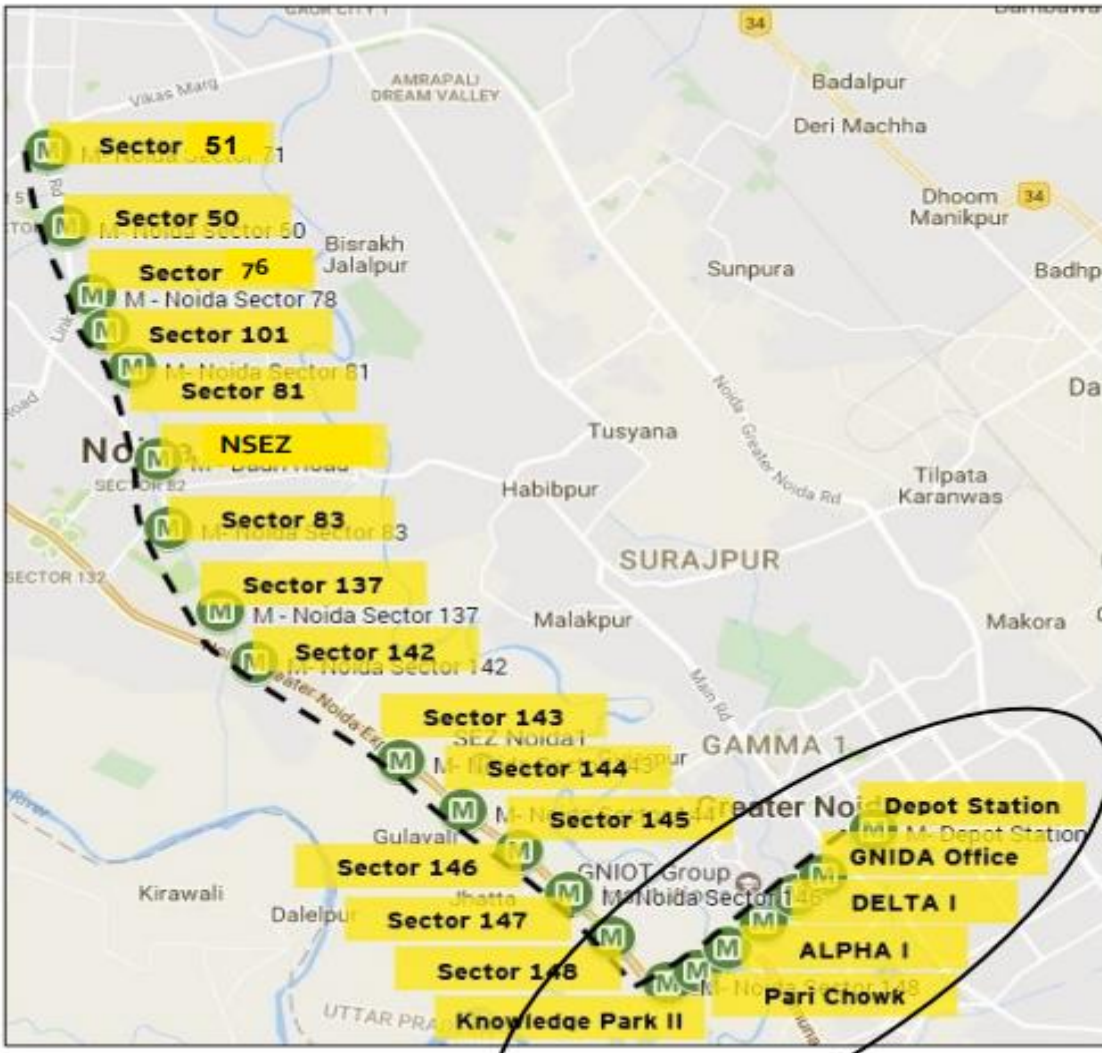 34
Badalpur
AMRAPALI
DREAM VALLEY
Vikas Marg
Deri Machha
Sector 51
71
Dhoom
Manikpur
34
Sector 50
M- Noida Sector 50
Bisrakh
Jalalpur
Sector 76
M - Noida Sector 78
Sunpura
Badhp
Sector 101
M- Noida Sector 81
Sector 81
Road
Da
NSEZ
Tusyana
Noida - Greater Noida Rd
SECTOR 82
Habibpur
Tilpata
Karanwas
Sector 83
M- Noida Sector 83
SURAJPUR
SECTOR 132
Sector 137
M - Noida Sector 137
Malakpur
Makora
Sector 142
M- Noida Sector 142
Main Rd
Sector 143
SEZ Noida1
GAMMA 1
Sector 144
River
Greater Noida
Depot Station
M- Depot Station
Sector 145
Gulavali
GNIDA Office
Sector 146
GNIOT Group
Kirawali
Jhatta
M- Noida Sector 146
DELTA I
Dalelpur
Sector 147
ALPHA I
Sector 148
M- Noida Sector 148
Pari Chowk
UTTAR PRA
Knowledge Park II